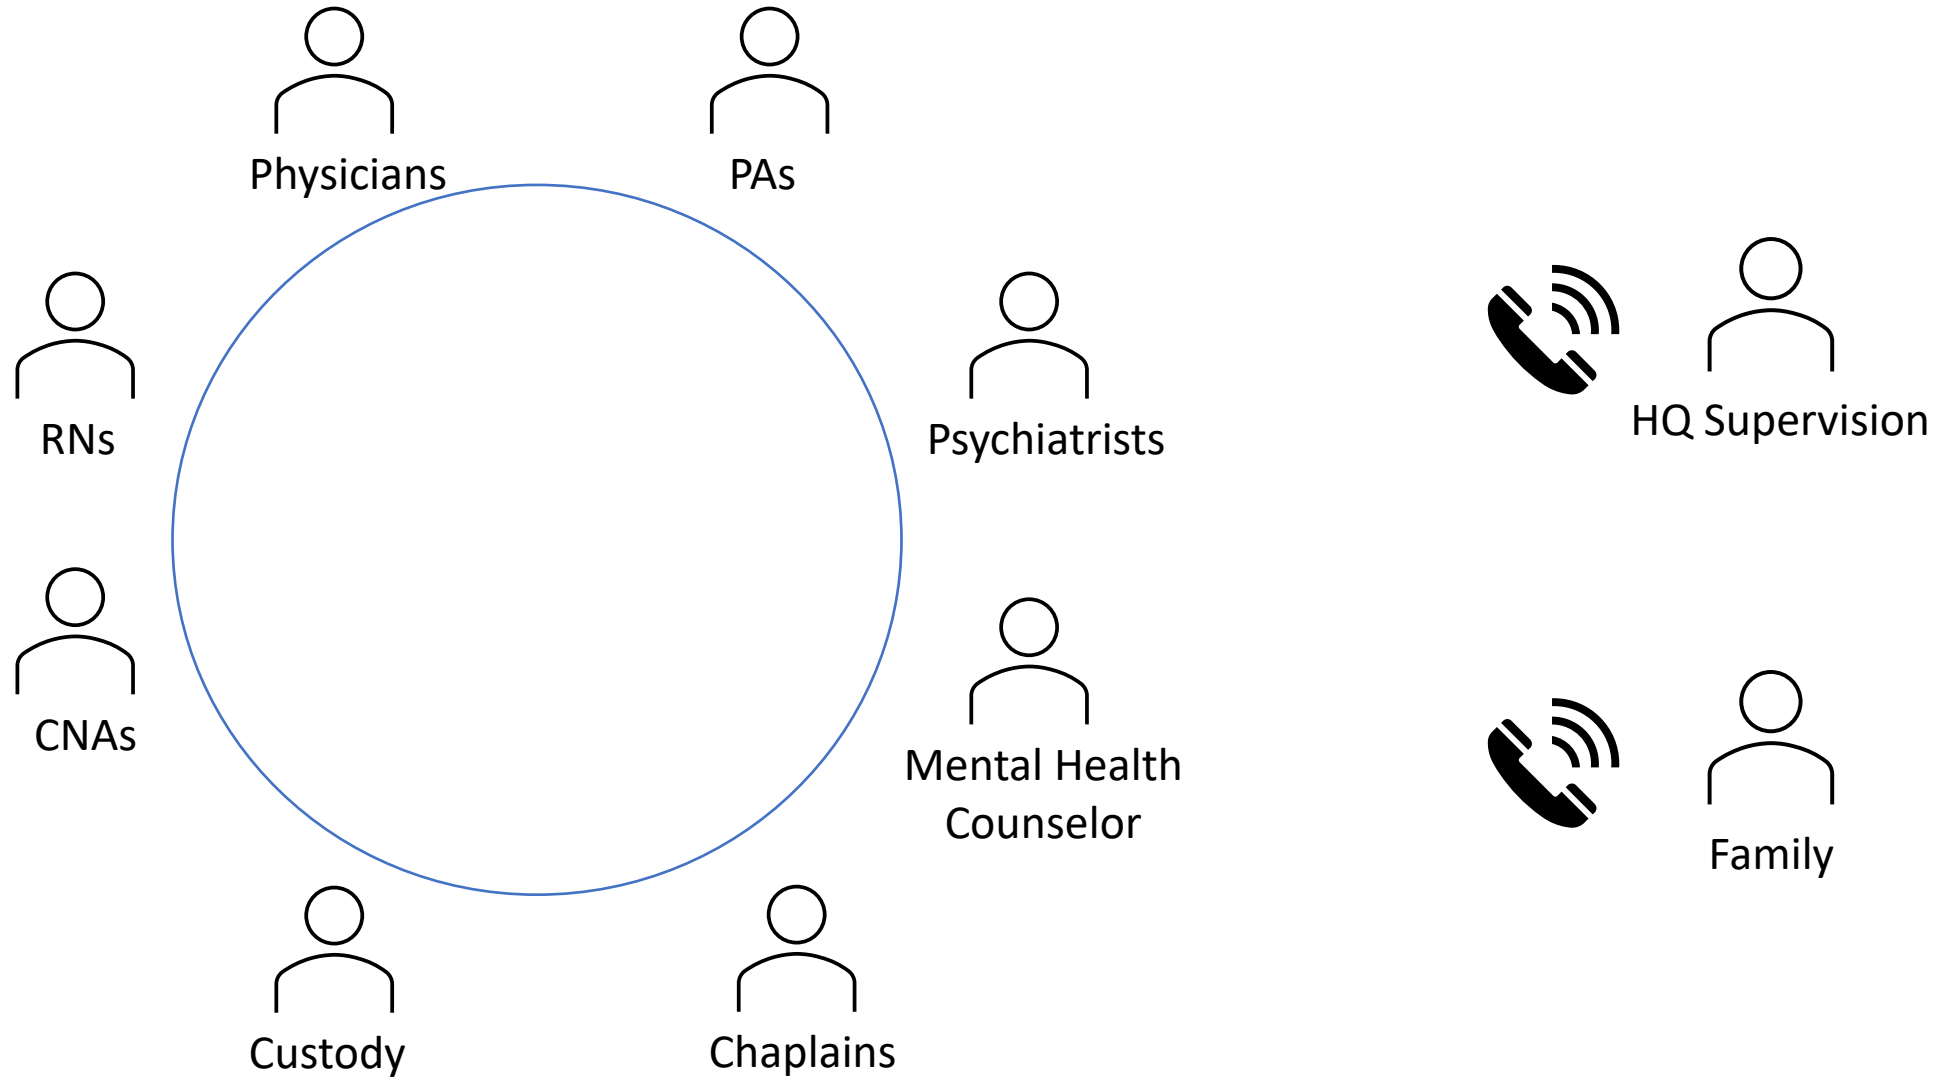 Physicians
PAs
RNs
Psychiatrists
HQ Supervision
CNAs
Mental Health
Counselor
Family
Custody
Chaplains